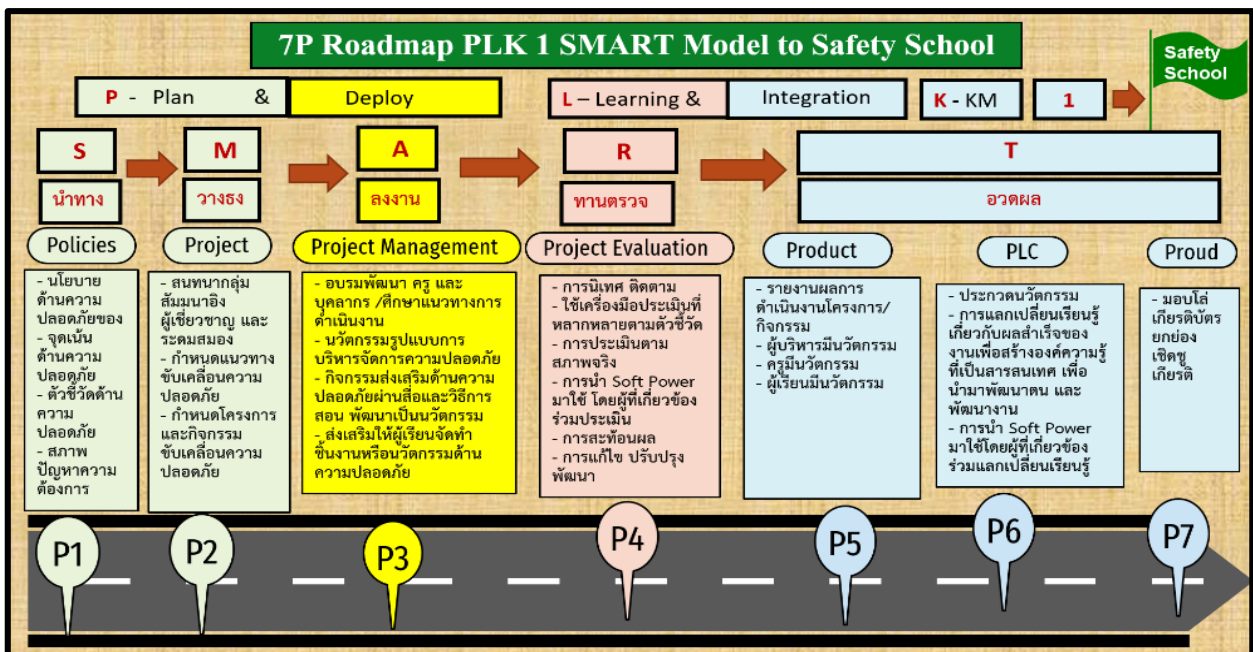 7P Roadmap PLK 1 SMART Model to Safety School
Safety
School
P - Plan &
Deploy
L – Learning &
Integration
K - KM
1
S
M
A
R
T
นำทาง
วางธง
ลงงาน
ทานตรวจ
อวดผล
Policies
Project
Project Management
Project Evaluation
Product
PLC
Proud
- นโยบาย
ด้านความ
ปลอดภัยของ
- จุดเน้น
ด้านความ
ปลอดภัย
- ตัวชี้วัดด้าน
ความ
ปลอดภัย
- สภาพ
ปัญหาความ
ต้องการ
- สนทนากลุ่ม
สัมมนาอิง
ผู้เชี่ยวชาญ และ
ระดมสมอง
- กำหนดแนวทาง
ขับเคลื่อนความ
ปลอดภัย
- กำหนดโครงการ
และกิจกรรม
ขับเคลื่อนความ
ปลอดภัย
- อบรมพัฒนา ครู และ
บุคลากร /ศึกษาแนวทางการ
ดำเนินงาน
- นวัตกรรมรูปแบบการ
บริหารจัดการความปลอดภัย
- กิจกรรมส่งเสริมด้านความ
ปลอดภัยผ่านสื่อและวิธีการ
สอน พัฒนาเป็นนวัตกรรม
- ส่งเสริมให้ผู้เรียนจัดทำ
ชิ้นงานหรือนวัตกรรมด้าน
ความปลอดภัย
- การนิเทศ ติดตาม
- ใช้เครื่องมือประเมินที่
หลากหลายตามตัวชี้วัด
- การประเมินตาม
สภาพจริง
- การนำ Soft Power
มาใช้ โดยผู้ที่เกี่ยวข้อง
ร่วมประเมิน
- การสะท้อนผล
- การแก้ไข ปรับปรุง
พัฒนา
- รายงานผลการ
ดำเนินงานโครงการ/
กิจกรรม
- ผู้บริหารมีนวัตกรรม
- ครูมีนวัตกรรม
- ผู้เรียนมีนวัตกรรม
- ประกวดนวัตกรรม
- การแลกเปลี่ยนเรียนรู้
เกี่ยวกับผลสำเร็จของ
งานเพื่อสร้างองค์ความรู้
ที่เป็นสารสนเทศ เพื่อ
นำมาพัฒนาตน และ
พัฒนางาน
- การนำ Soft Power
มาใช้โดยผู้ที่เกี่ยวข้อง
ร่วมแลกเปลี่ยนเรียนรู้
- มอบโล่
เกียรติบัตร
ยกย่อง
เชิดชู
เกียรติ
P1
P2
P3
P4
P5
P6
P7